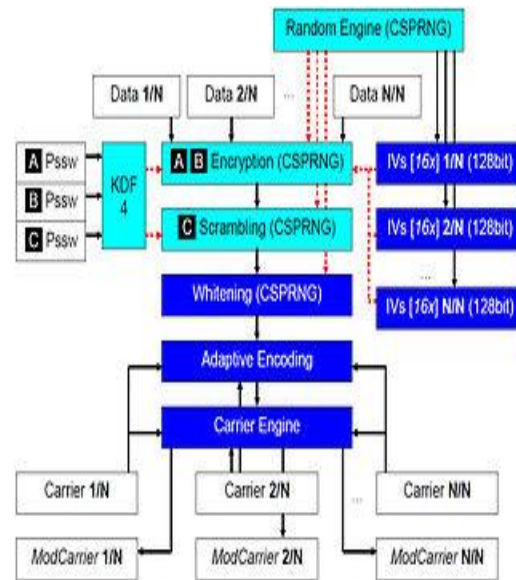 Random Engine (CSPRNG)
Data 1/N
Data 2/N
...
Data N/N
A Pssw
B Pssw
C Pssw
KDF
4
A B Encryption (CSPRNG)
IVs [16x] 1/N (128bit)
C Scrambling (CSPRNG)
IVs [16x] 2/N (128bit)
...
Whitening (CSPRNG)
IVs [16x] N/N (128bit)
Adaptive Encoding
Carrier Engine
Carrier 1/N
Carrier 2/N
...
Carrier N/N
ModCarrier 1/N
ModCarrier 2/N
ModCarrier N/N